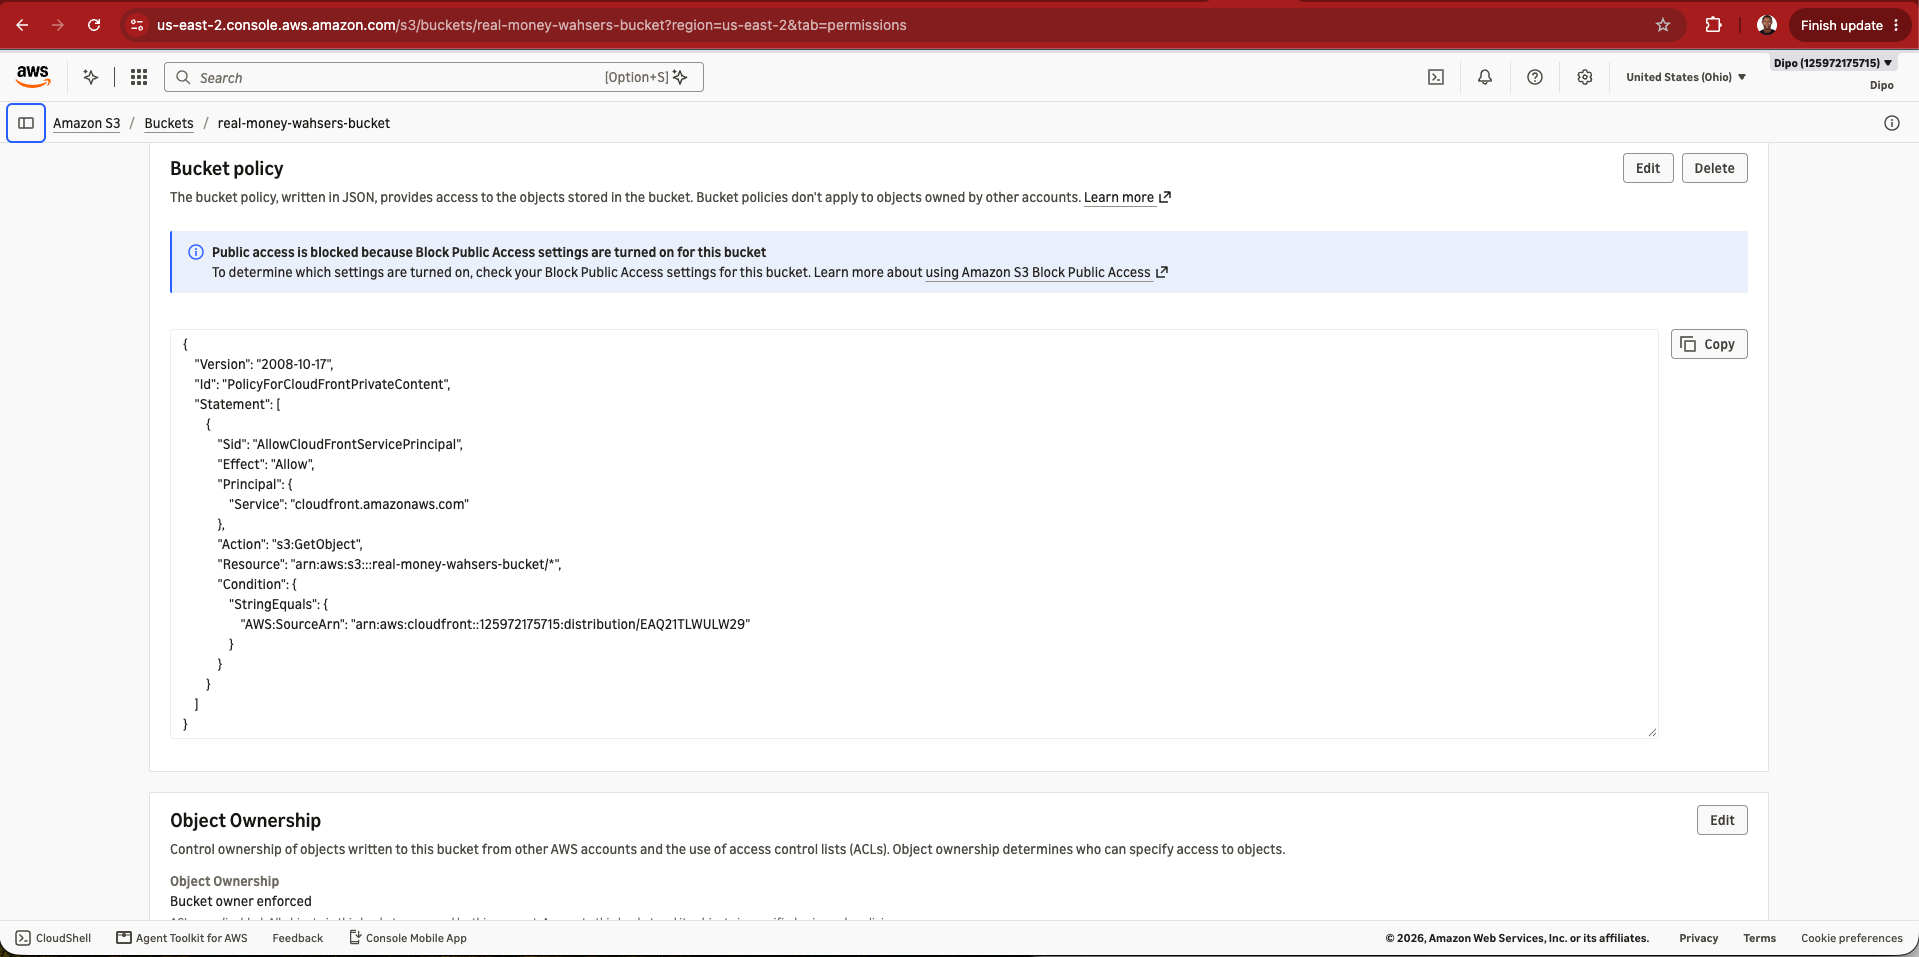 us-east-2.console.aws.amazon.com/s3/buckets/real-money-wahsers-bucket?region=us-east-2&tab=permissions
Finish update
aws
Search
[Option+S]
United States (Ohio)
Dipo (125972175715)
Dipo
Amazon S3 / Buckets / real-money-wahsers-bucket
Bucket policy
Edit
Delete
The bucket policy, written in JSON, provides access to the objects stored in the bucket. Bucket policies don't apply to objects owned by other accounts. Learn more
Public access is blocked because Block Public Access settings are turned on for this bucket
To determine which settings are turned on, check your Block Public Access settings for this bucket. Learn more about using Amazon S3 Block Public Access
Copy
{
"Version": "2008-10-17",
"Id": "PolicyForCloudFrontPrivateContent",
"Statement": [
{
"Sid": "AllowCloudFrontServicePrincipal",
"Effect": "Allow",
"Principal": {
"Service": "cloudfront.amazonaws.com"
},
"Action": "s3:GetObject",
"Resource": "arn:aws:s3:::real-money-wahsers-bucket/*",
"Condition": {
"StringEquals": {
"AWS:SourceArn": "arn:aws:cloudfront::125972175715:distribution/EAQ21TLWULW29"
}
}
}
]
}
Object Ownership
Edit
Control ownership of objects written to this bucket from other AWS accounts and the use of access control lists (ACLs). Object ownership determines who can specify access to objects.
Object Ownership
Bucket owner enforced
CloudShell
Agent Toolkit for AWS
Feedback
Console Mobile App
© 2026, Amazon Web Services, Inc. or its affiliates.
Privacy
Terms
Cookie preferences